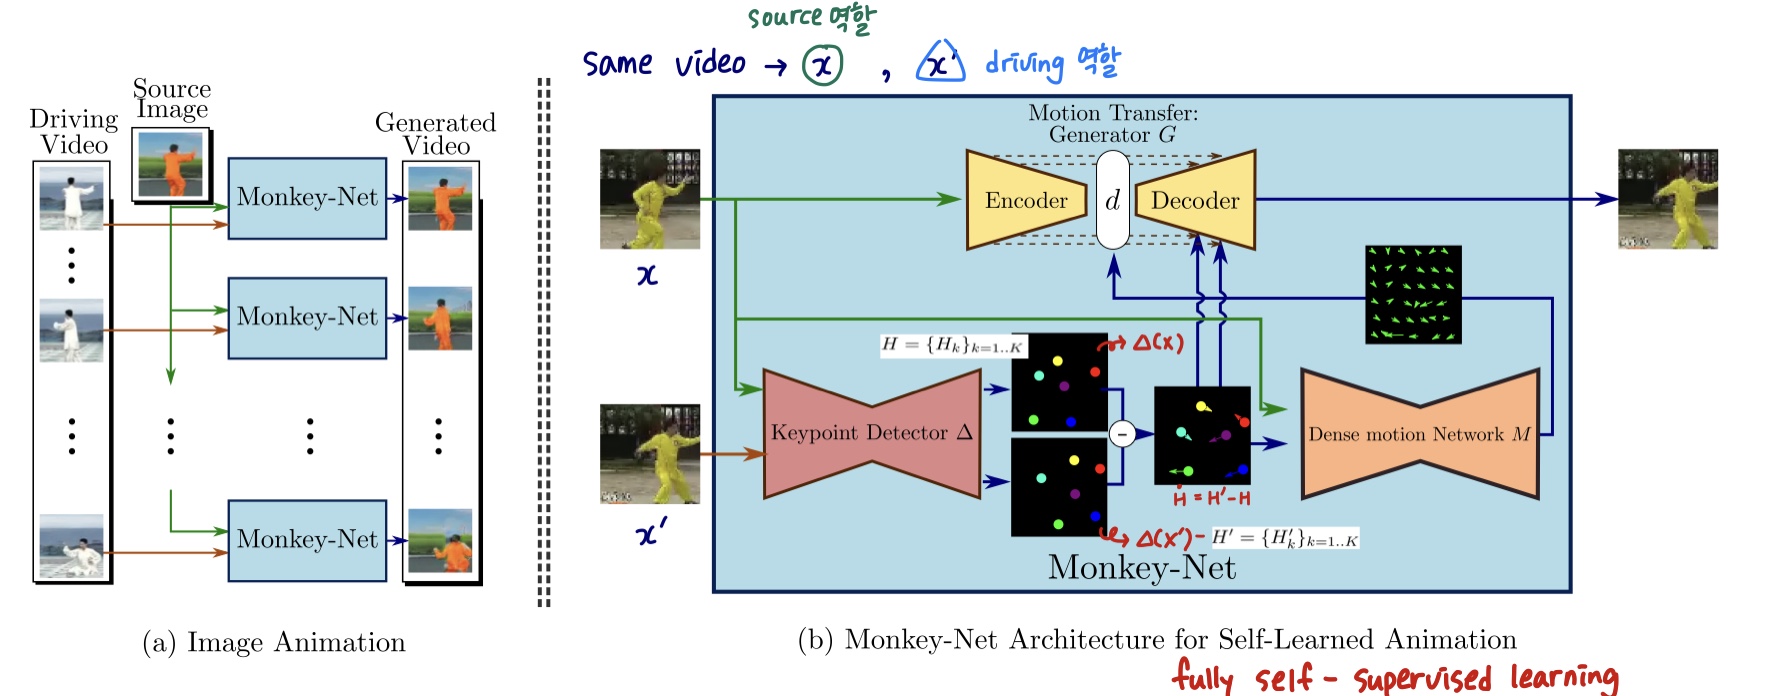 source 역할
Same video → x , x' driving 역할
Source
Image
Driving
Video
Generated
Video
Monkey-Net
Monkey-Net
Monkey-Net
(a) Image Animation
Motion Transfer:
Generator G
Encoder
d
Decoder
x
H = {H_k}_{k=1..K}
→ Δ(x)
Keypoint Detector Δ
-
Dense motion Network M
Ḣ = H'-H
x'
→ Δ(x') - H' = {H'_k}_{k=1..K}
Monkey-Net
(b) Monkey-Net Architecture for Self-Learned Animation
fully self - supervised learning